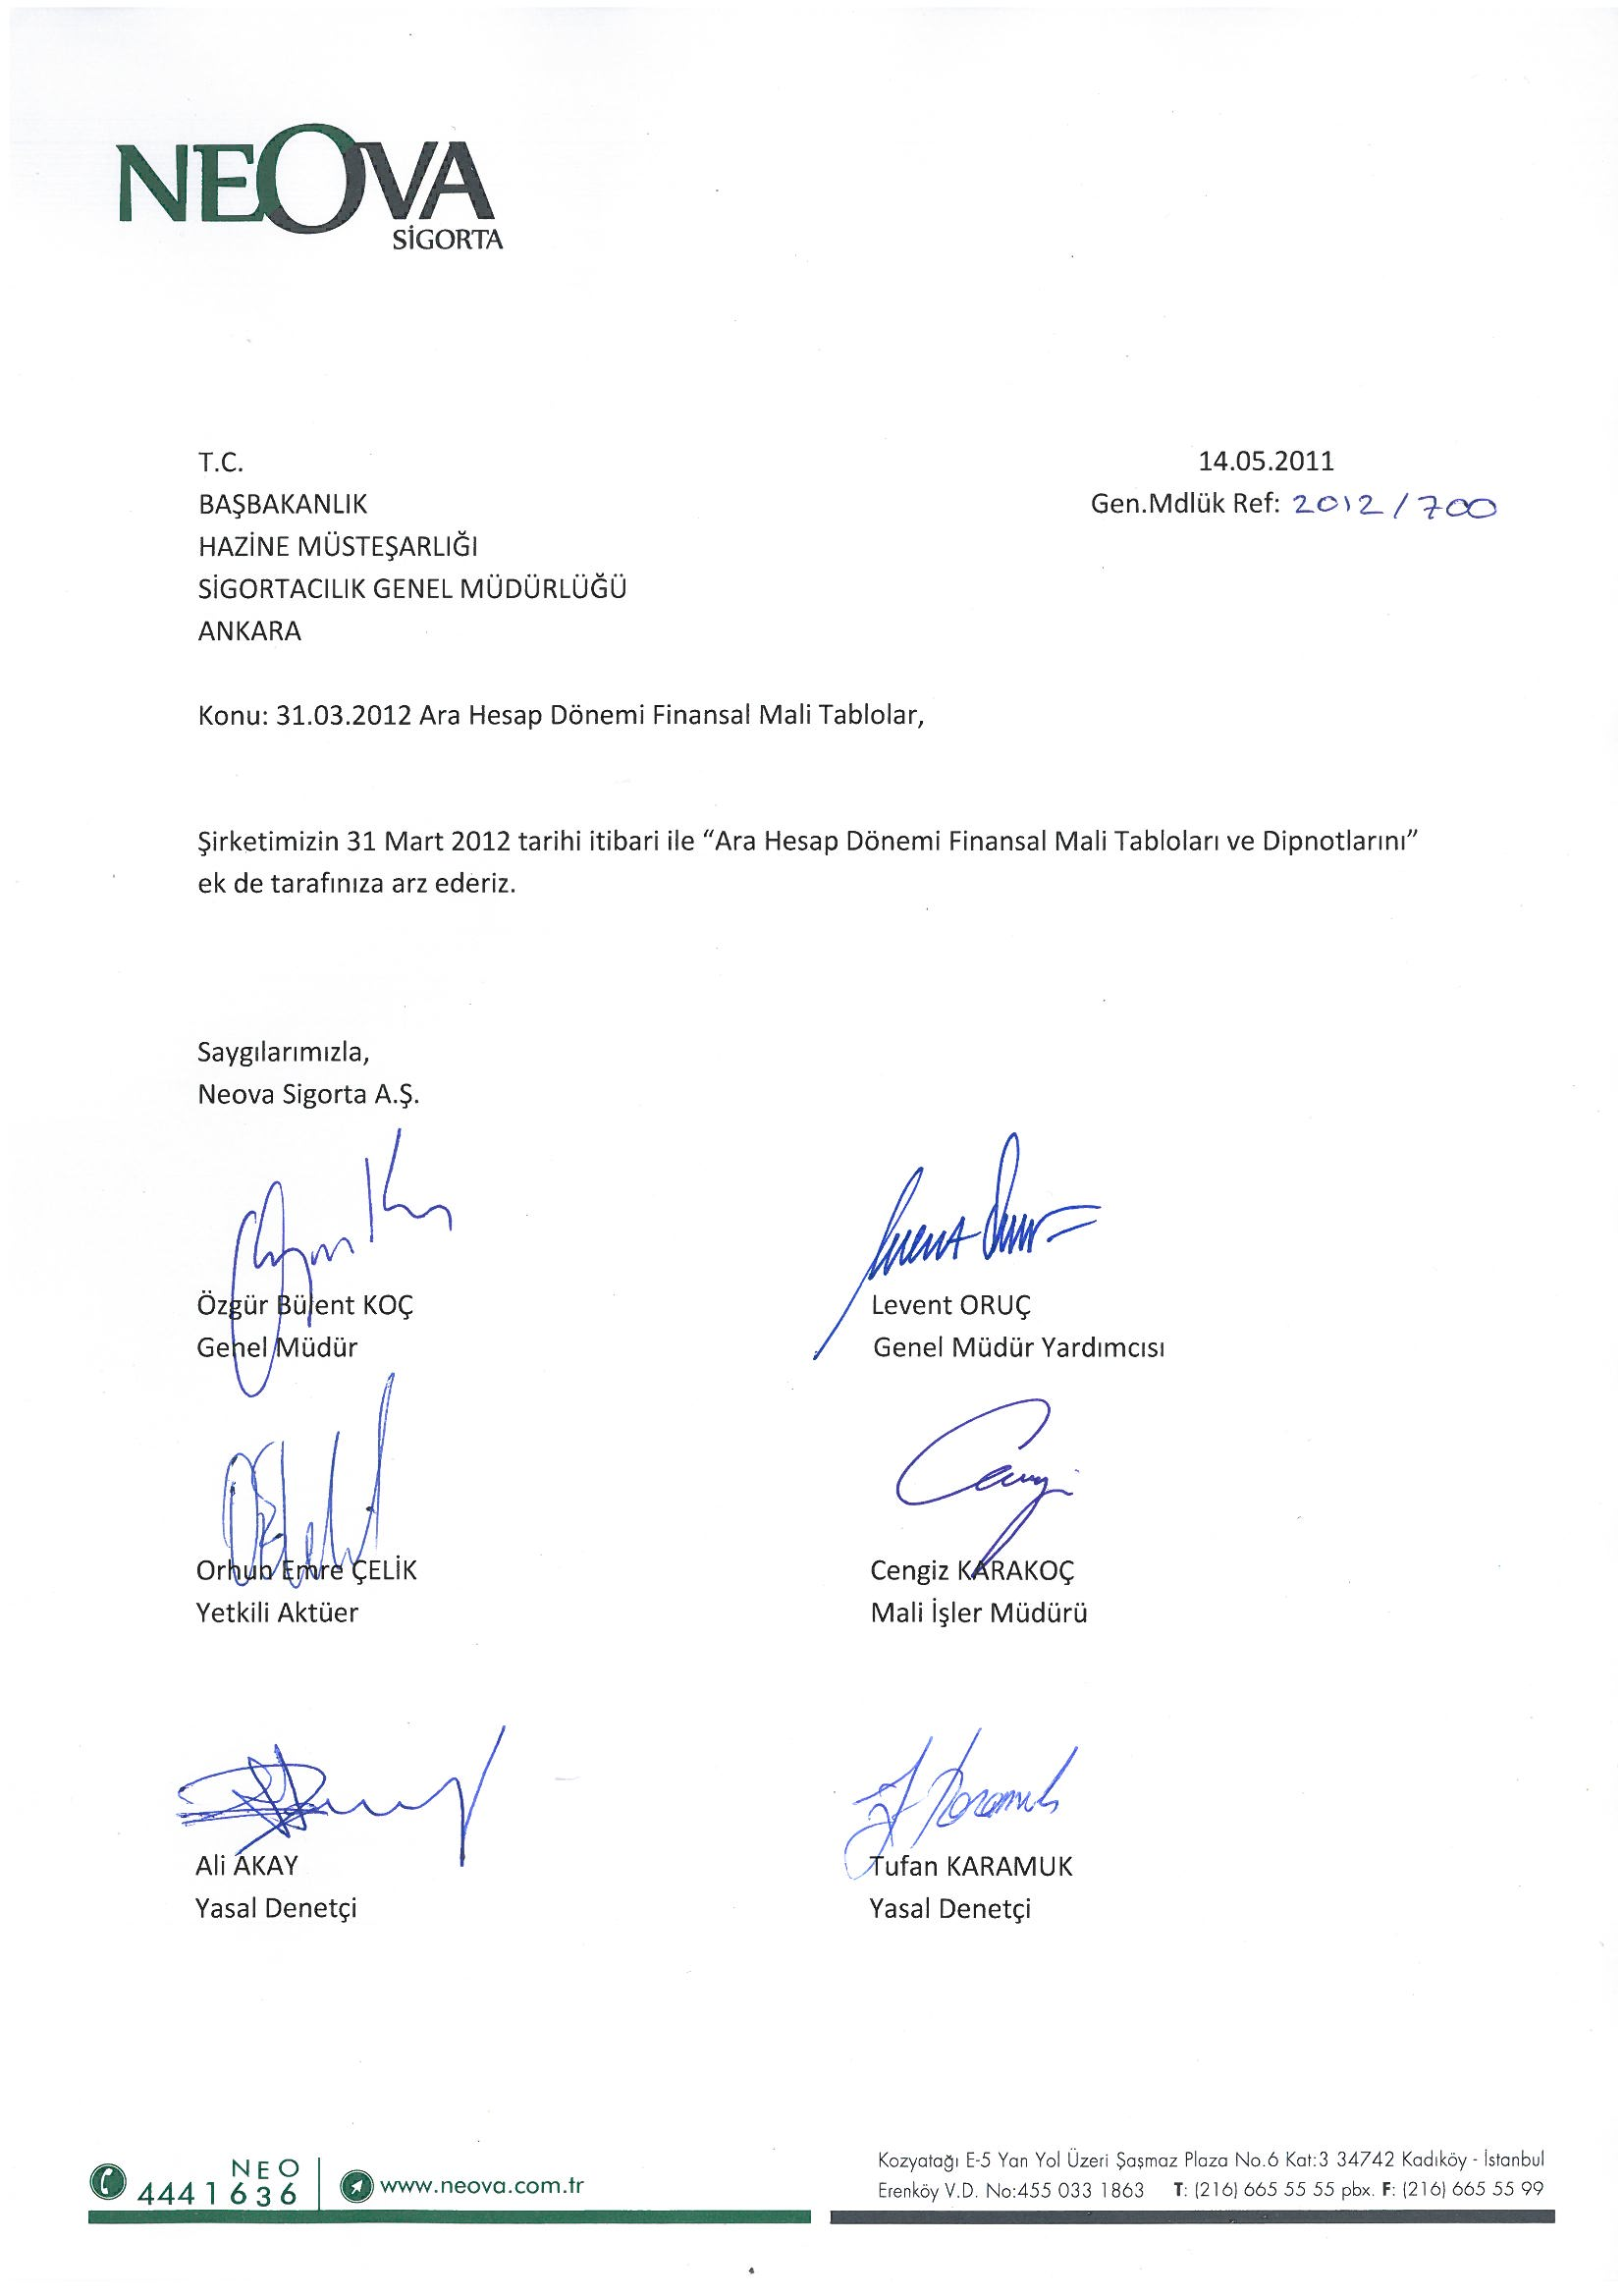 NEOVA
SİGORTA
T.C.
14.05.2011
BAŞBAKANLIK
Gen.Mdlük Ref: 2012/700
HAZİNE MÜSTEŞARLIĞI
SİGORTACILIK GENEL MÜDÜRLÜĞÜ
ANKARA
Konu: 31.03.2012 Ara Hesap Dönemi Finansal Mali Tablolar,
Şirketimizin 31 Mart 2012 tarihi itibari ile “Ara Hesap Dönemi Finansal Mali Tabloları ve Dipnotlarını”
ek de tarafınıza arz ederiz.
Saygılarımızla,
Neova Sigorta A.Ş.
Özgür Bülent KOÇ
Genel Müdür
Levent ORUÇ
Genel Müdür Yardımcısı
Orhun Emre ÇELİK
Yetkili Aktüer
Cengiz KARAKOÇ
Mali İşler Müdürü
Ali AKAY
Yasal Denetçi
Tufan KARAMUK
Yasal Denetçi
NEO
444 1 636
www.neova.com.tr
Kozyatağı E-5 Yan Yol Üzeri Şaşmaz Plaza No.6 Kat:3 34742 Kadıköy - İstanbul
Erenköy V.D. No:455 033 1863 T: (216) 665 55 55 pbx. F: (216) 665 55 99